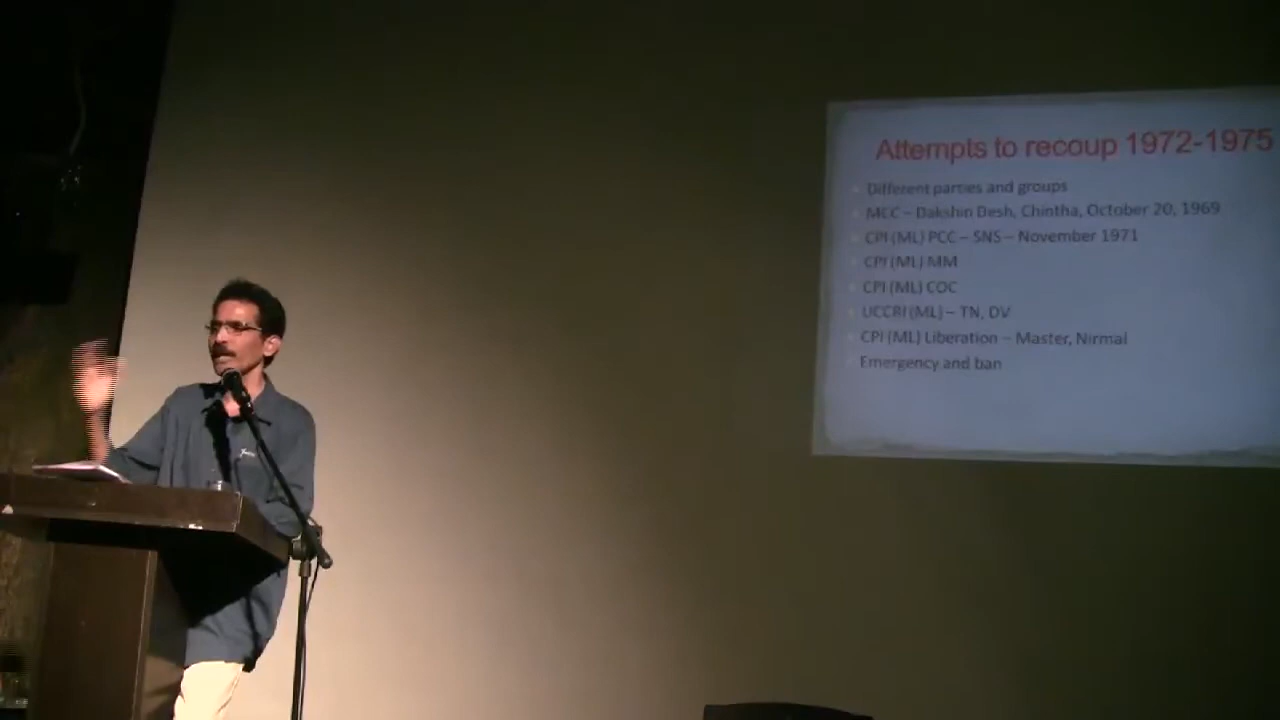 Attempts to recoup 1972-1975
Different parties and groups
MCC – Dakshin Desh, Chintha, October 20, 1969
CPI (ML) PCC – SNS – November 1971
CPI (ML) MM
CPI (ML) COC
UCCRI (ML) – TN, DV
CPI (ML) Liberation – Master, Nirmal
Emergency and ban